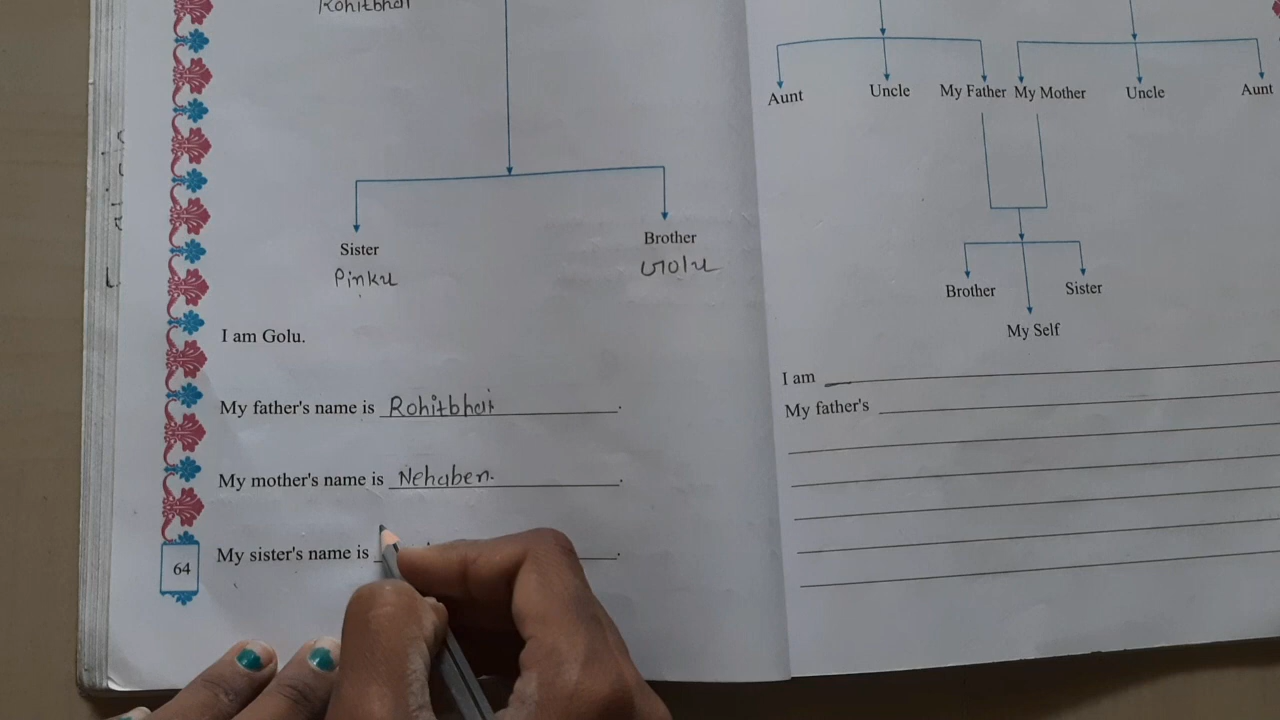 Rohitbhai
Sister
Pinku
Brother
Golu
I am Golu.
My father's name is Rohitbhai.
My mother's name is Nehaben.
My sister's name is
64
Aunt Uncle My Father My Mother Uncle Aunt
Brother Sister
My Self
I am
My father's